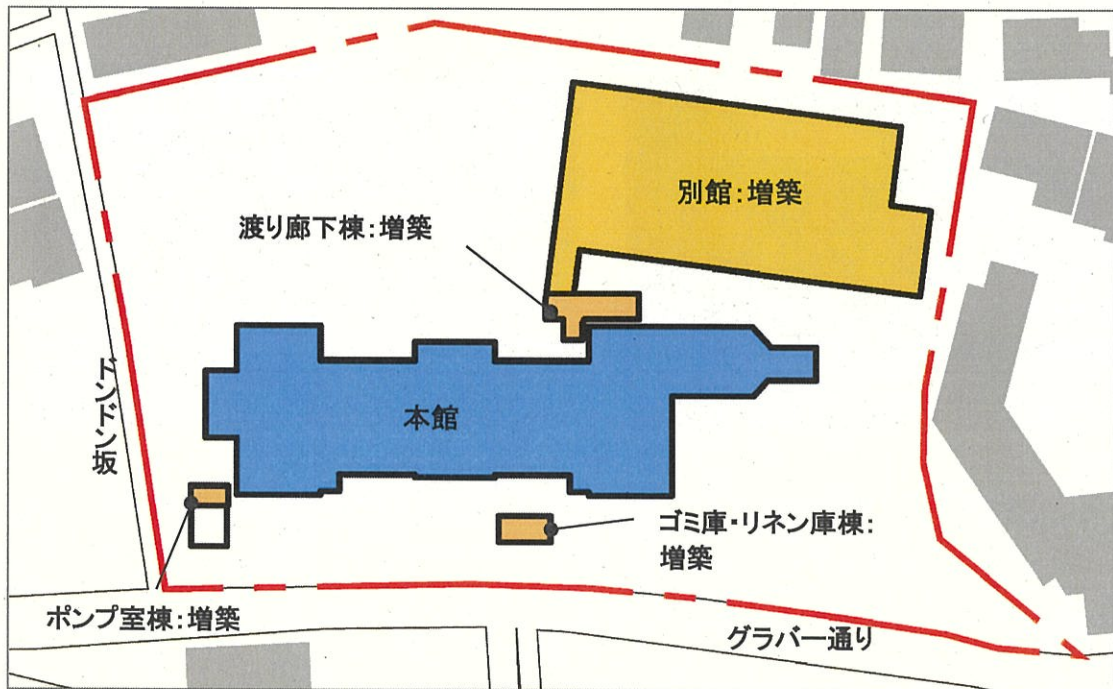 別館:増築
渡り廊下棟:増築
本館
ドンドン坂
ゴミ庫・リネン庫棟:
増築
ポンプ室棟:増築
グラバー通り